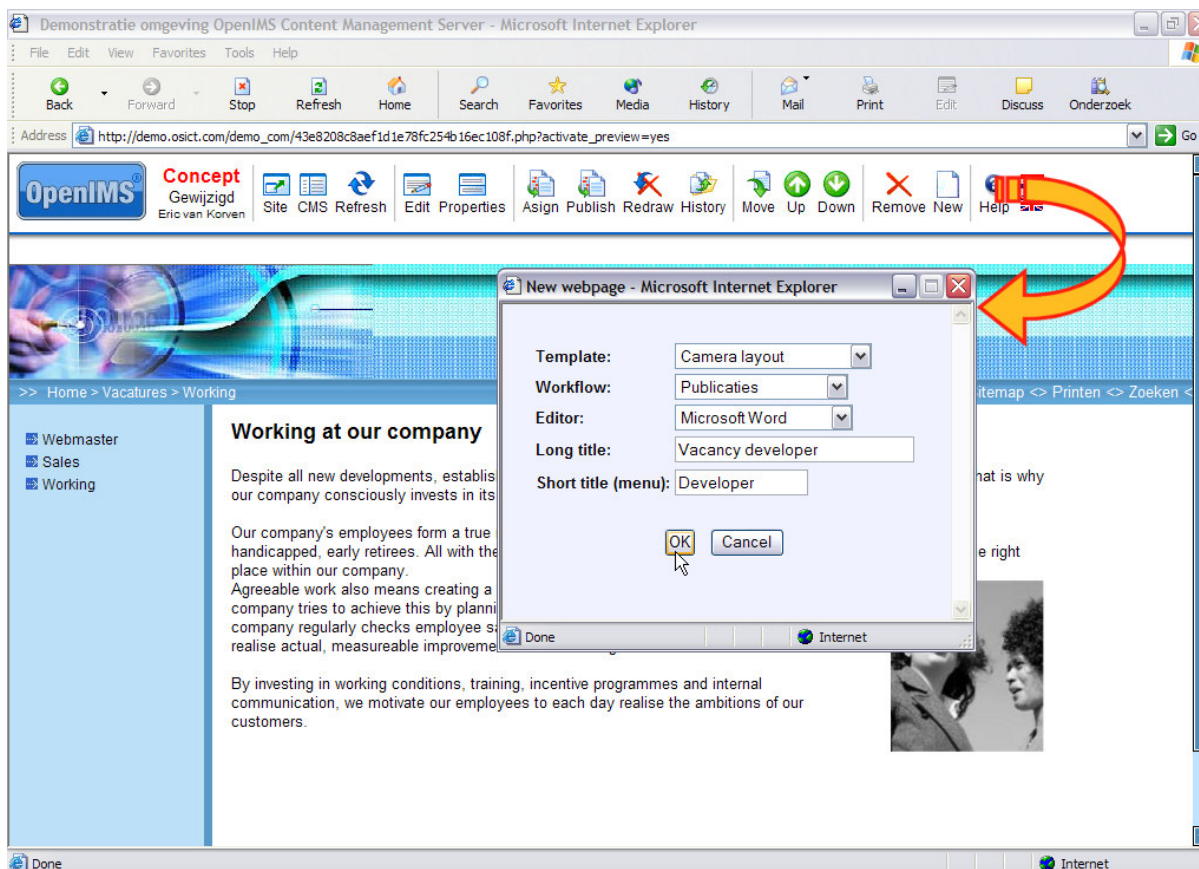 Demonstratie omgeving OpenIMS Content Management Server - Microsoft Internet Explorer
File Edit View Favorites Tools Help
Back Forward Stop Refresh Home Search Favorites Media History Mail Print Edit Discuss Onderzoek
Address http://demo.osict.com/demo_com/43e8208c8aef1d1e78fc254b16ec108f.php?activate_preview=yes Go
OpenIMS®
Concept
Gewijzigd
Eric van Korven
Site CMS Refresh Edit Properties Asign Publish Redraw History Move Up Down Remove New Help
>> Home > Vacatures > Working
itemap <> Printen <> Zoeken <
Webmaster
Sales
Working
Working at our company
Despite all new developments, establis
hat is why
our company consciously invests in its
Our company's employees form a true
handicapped, early retirees. All with the
e right
place within our company.
Agreeable work also means creating a
company tries to achieve this by planni
company regularly checks employee sa
realise actual, measureable improveme
By investing in working conditions, training, incentive programmes and internal
communication, we motivate our employees to each day realise the ambitions of our
customers.
New webpage - Microsoft Internet Explorer
Template: Camera layout
Workflow: Publicaties
Editor: Microsoft Word
Long title: Vacancy developer
Short title (menu): Developer
OK Cancel
Done Internet
Done Internet